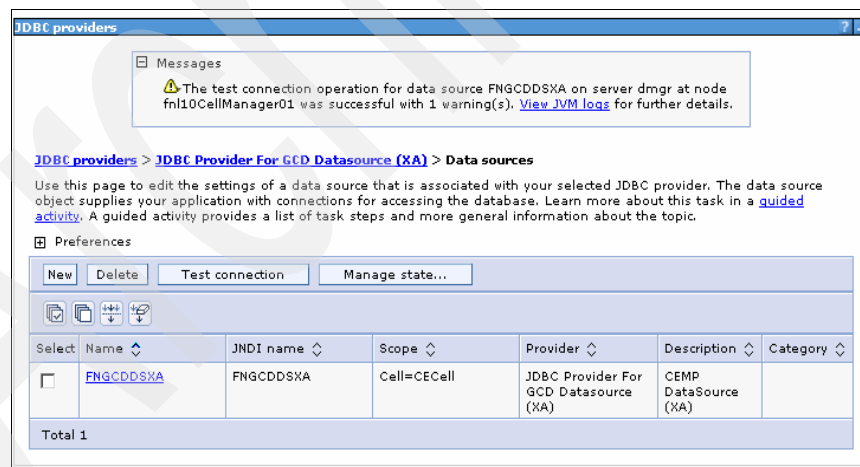 JDBC providers ?
Messages
The test connection operation for data source FNGCDDSXA on server dmgr at node
fnl10CellManager01 was successful with 1 warning(s). View JVM logs for further details.
JDBC providers > JDBC Provider For GCD Datasource (XA) > Data sources
Use this page to edit the settings of a data source that is associated with your selected JDBC provider. The data source
object supplies your application with connections for accessing the database. Learn more about this task in a guided
activity. A guided activity provides a list of task steps and more general information about the topic.
Preferences
New Delete Test connection Manage state...
Select Name JNDI name Scope Provider Description Category
FNGCDDSXA FNGCDDSXA Cell=CECell JDBC Provider For CEMP
GCD Datasource DataSource
(XA) (XA)
Total 1